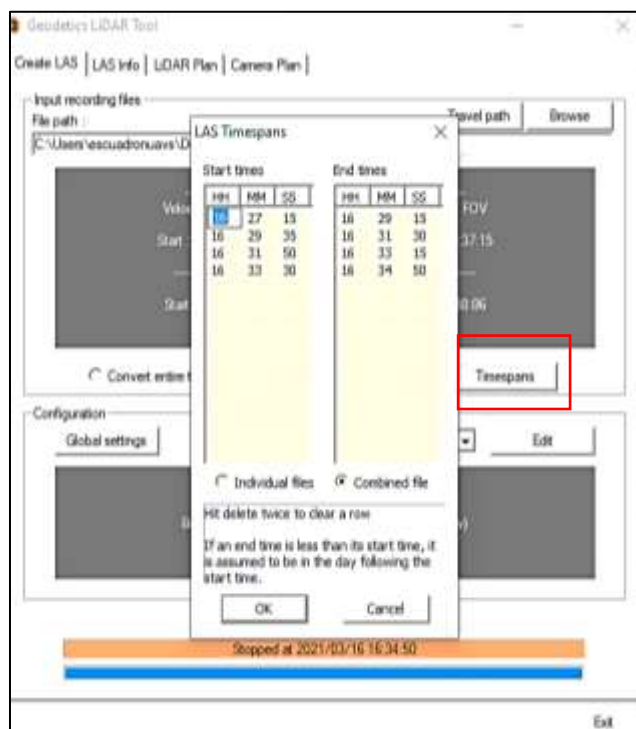 Geodetics LiDAR Tool
Create LAS | LAS Info | LiDAR Plan | Camera Plan
Input recording files
File path
Travel path
Browse
C:\Users\escuadronuavs\D
LAS Timespans
Start times
End times
HH MM SS
HH MM SS
16 27 15
16 29 15
16 29 35
16 31 30
16 31 50
16 33 15
16 33 30
16 34 50
FOV
Start
37:15
Start
Convert entire t
Timespans
Configuration
Global settings
Edit
Individual files
Combined file
Hit delete twice to clear a row
If an end time is less than its start time, it
is assumed to be in the day following the
start time.
OK
Cancel
Stopped at 2021/03/16 16:34:50
Exit